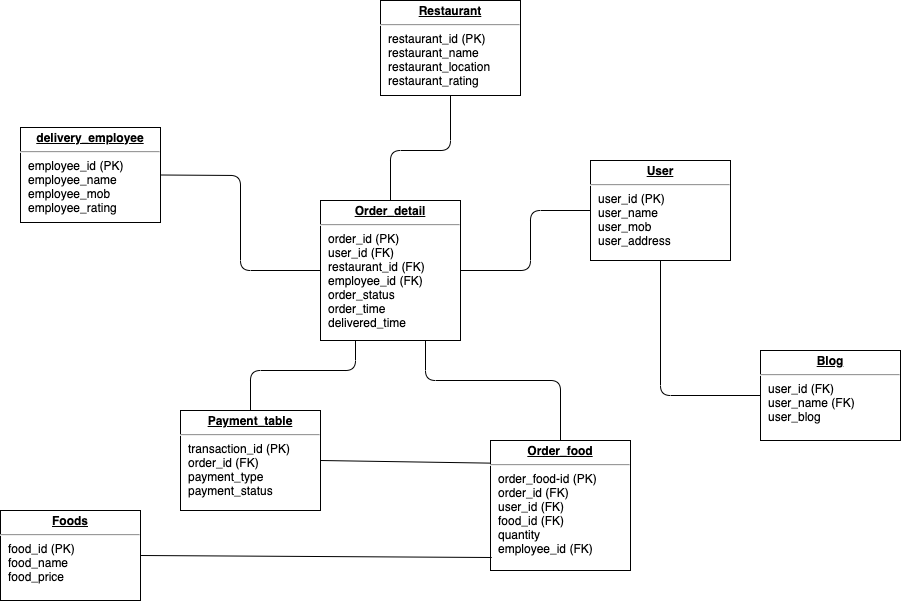 Restaurant
restaurant_id (PK)
restaurant_name
restaurant_location
restaurant_rating
delivery_employee
employee_id (PK)
employee_name
employee_mob
employee_rating
User
user_id (PK)
user_name
user_mob
user_address
Order_detail
order_id (PK)
user_id (FK)
restaurant_id (FK)
employee_id (FK)
order_status
order_time
delivered_time
Blog
user_id (FK)
user_name (FK)
user_blog
Payment_table
transaction_id (PK)
order_id (FK)
payment_type
payment_status
Order_food
order_food-id (PK)
order_id (FK)
user_id (FK)
food_id (FK)
quantity
employee_id (FK)
Foods
food_id (PK)
food_name
food_price